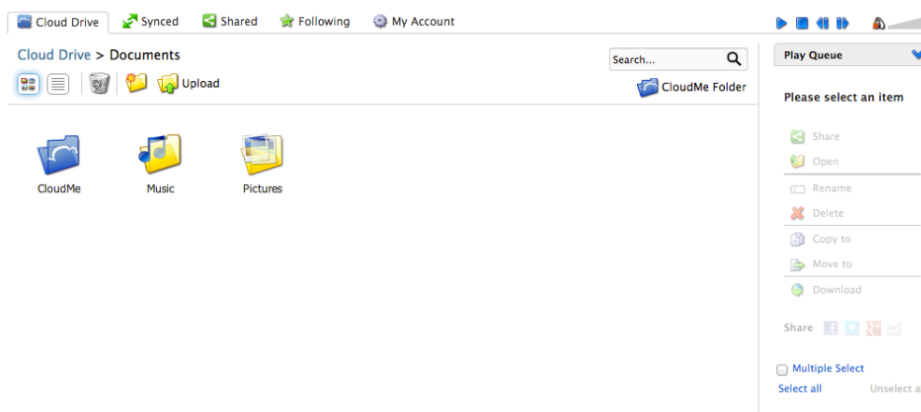 Cloud Drive Synced Shared Following My Account
Cloud Drive > Documents
Search...
Upload
CloudMe Folder
CloudMe Music Pictures
Play Queue
Please select an item
Share
Open
Rename
Delete
Copy to
Move to
Download
Share
Multiple Select
Select all Unselect